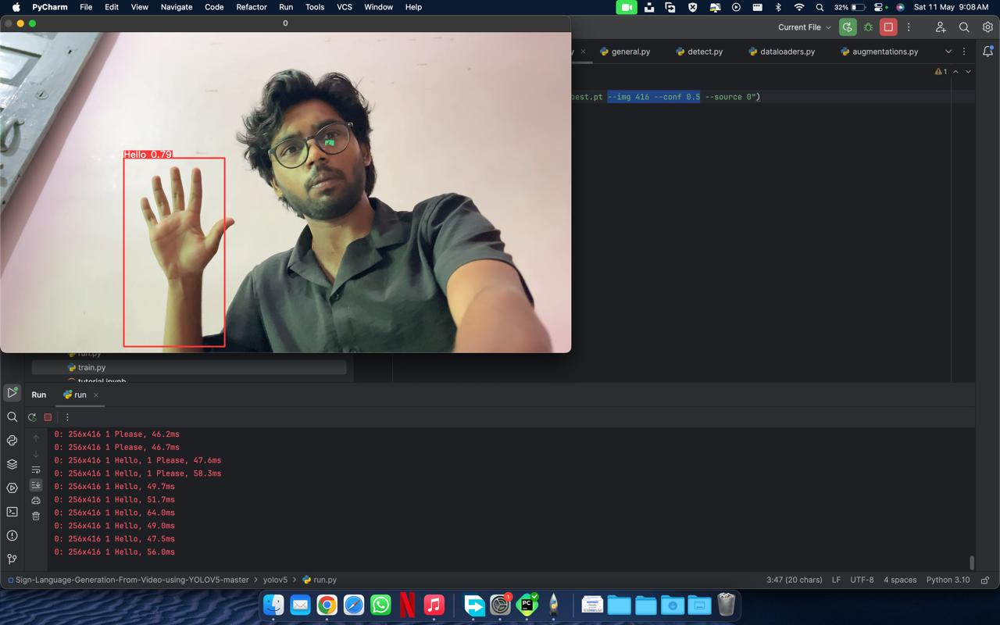 PyCharm File Edit View Navigate Code Refactor Run Tools VCS Window Help 32% Sat 11 May 9:08 AM
0
Current File
general.py detect.py dataloaders.py augmentations.py
1
best.pt --img 416 --conf 0.5 --source 0")
Hello 0.79
run.py
train.py
tutorial.ipynb
Run run
0: 256x416 1 Please, 46.2ms
0: 256x416 1 Please, 46.7ms
0: 256x416 1 Hello, 1 Please, 47.6ms
0: 256x416 1 Hello, 1 Please, 58.3ms
0: 256x416 1 Hello, 49.7ms
0: 256x416 1 Hello, 51.7ms
0: 256x416 1 Hello, 64.0ms
0: 256x416 1 Hello, 49.0ms
0: 256x416 1 Hello, 47.5ms
0: 256x416 1 Hello, 56.0ms
Sign-Language-Generation-From-Video-using-YOLOV5-master yolov5 run.py 3:47 (20 chars) LF UTF-8 4 spaces Python 3.10
1
PC